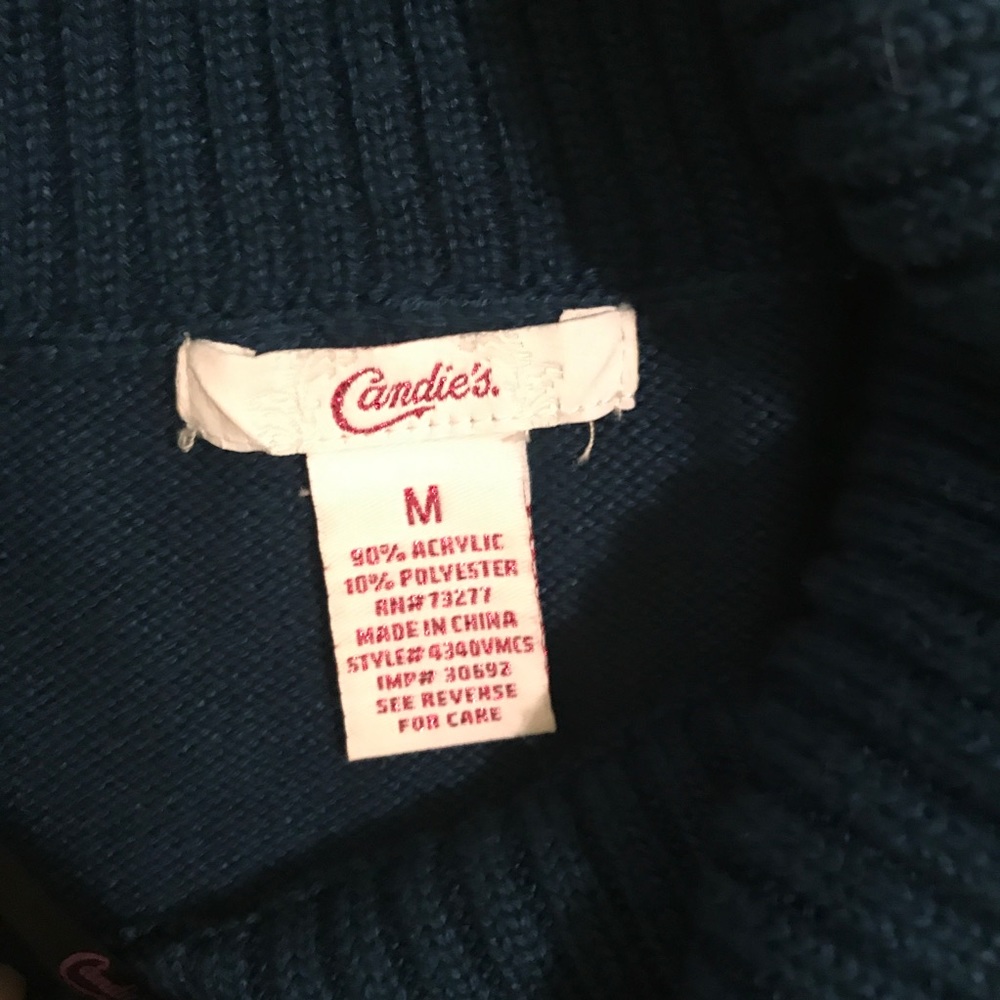 Candie's.
M
90% ACRYLIC
10% POLYESTER
RN# 73277
MADE IN CHINA
STYLE# 4340VMCS
IMP# 30692
SEE REVERSE
FOR CARE